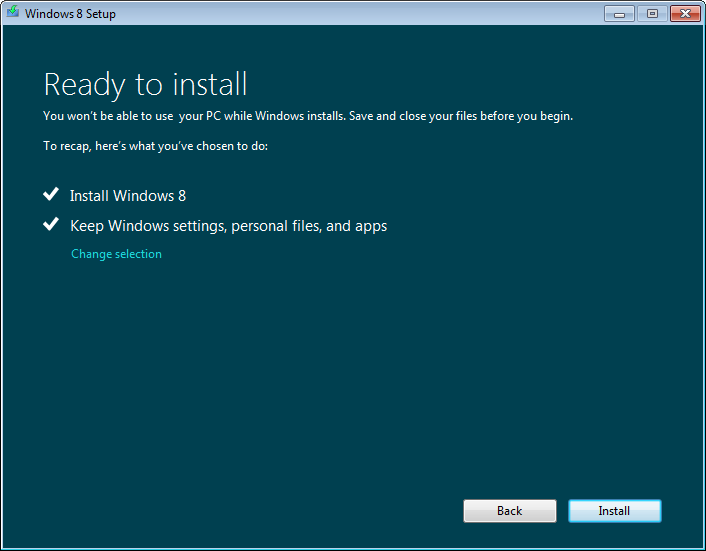 Windows 8 Setup
Ready to install
You won't be able to use  your PC while Windows installs. Save and close your files before you begin.
To recap, here's what you've chosen to do:
Install Windows 8
Keep Windows settings, personal files, and apps
Change selection
Back
Install